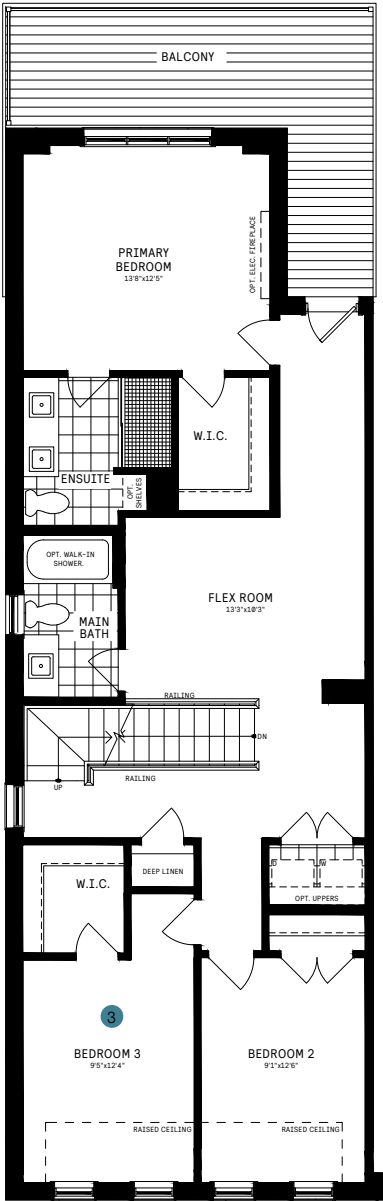 BALCONY
PRIMARY
BEDROOM
13'8"x12'5"
OPT. ELEC. FIREPLACE
W.I.C.
ENSUITE
OPT.
SHELVES
OPT. WALK-IN
SHOWER.
FLEX ROOM
13'3"x10'3"
MAIN
BATH
RAILING
DN
RAILING
UP
D
W
DEEP LINEN
W.I.C.
OPT. UPPERS
3
BEDROOM 3
9'5"x12'4"
BEDROOM 2
9'1"x12'6"
RAISED CEILING
RAISED CEILING